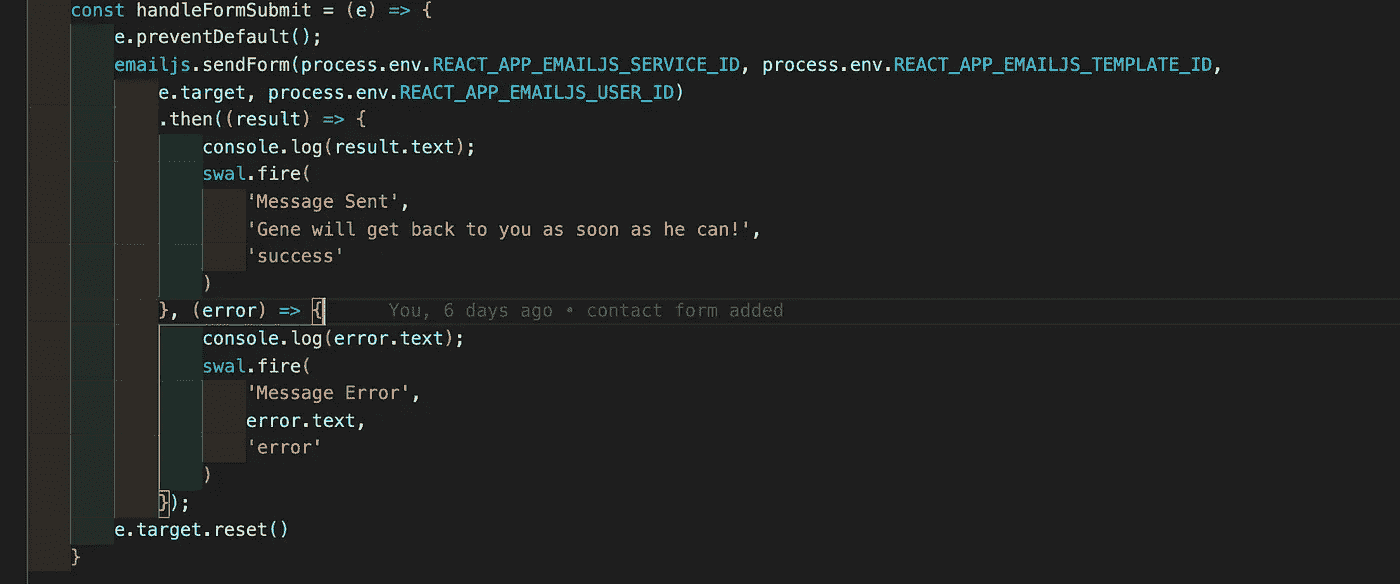 const handleFormSubmit = (e) => {
e.preventDefault();
emailjs.sendForm(process.env.REACT_APP_EMAILJS_SERVICE_ID, process.env.REACT_APP_EMAILJS_TEMPLATE_ID,
e.target, process.env.REACT_APP_EMAILJS_USER_ID)
.then((result) => {
console.log(result.text);
swal.fire(
'Message Sent',
'Gene will get back to you as soon as he can!',
'success'
)
}, (error) => { You, 6 days ago • contact form added
console.log(error.text);
swal.fire(
'Message Error',
error.text,
'error'
)
});
e.target.reset()
}